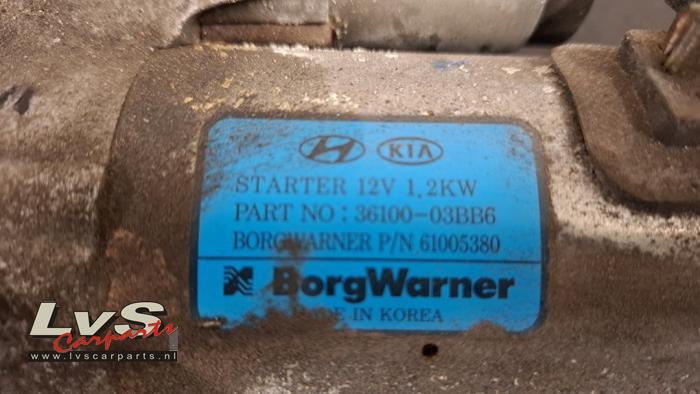 KIA
STARTER 12V 1.2KW
PART NO : 36100-03BB6
BORGWARNER P/N 61005380
BorgWarner
MADE IN KOREA
LvS
Carparts
www.lvscarparts.nl